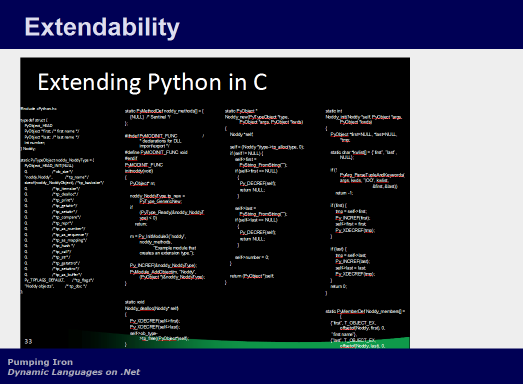 Extendability
Extending Python in C
#include <Python.h>
typedef struct {
PyObject_HEAD
PyObject *first; /* first name */
PyObject *last; /* last name */
int number;
} Noddy;
static PyTypeObject noddy_NoddyType = {
PyObject_HEAD_INIT(NULL)
0, /* ob_size */
"noddy.Noddy", /* tp_name */
sizeof(noddy_NoddyObject), /* tp_basicsize*/
0, /* tp_itemsize */
0, /* tp_dealloc */
0, /* tp_print */
0, /* tp_getattr */
0, /* tp_setattr */
0, /* tp_compare */
0, /* tp_repr */
0, /* tp_as_number */
0, /* tp_as_sequence */
0, /* tp_as_mapping */
0, /* tp_hash */
0, /* tp_call */
0, /* tp_str */
0, /* tp_getattro */
0, /* tp_setattro */
0, /* tp_as_buffer */
Py_TPFLAGS_DEFAULT, /* tp_flags */
"Noddy objects", /* tp_doc */
};
static PyMethodDef noddy_methods[] = {
{NULL} /* Sentinel */
};
#ifndef PyMODINIT_FUNC /
* declarations for DLL
import/export */
#define PyMODINIT_FUNC void
#endif
PyMODINIT_FUNC
initnoddy(void)
{
PyObject* m;
noddy_NoddyType.tp_new =
PyType_GenericNew;
if
(PyType_Ready(&noddy_NoddyType) < 0)
return;
m = Py_InitModule3("noddy",
noddy_methods,
"Example module that
creates an extension type.");
Py_INCREF(&noddy_NoddyType);
PyModule_AddObject(m, "Noddy",
(PyObject *)&noddy_NoddyType);
}
static void
Noddy_dealloc(Noddy* self)
{
Py_XDECREF(self->first);
Py_XDECREF(self->last);
self->ob_type-
>tp_free((PyObject*)self);
}
static PyObject *
Noddy_new(PyTypeObject *type,
PyObject *args, PyObject *kwds)
{
Noddy *self;
self = (Noddy *)type->tp_alloc(type, 0);
if (self != NULL) {
self->first =
PyString_FromString("");
if (self->first == NULL)
{
Py_DECREF(self);
return NULL;
}
self->last =
PyString_FromString("");
if (self->last == NULL)
{
Py_DECREF(self);
return NULL;
}
self->number = 0;
}
return (PyObject *)self;
}
static int
Noddy_init(Noddy *self, PyObject *args,
PyObject *kwds)
{
PyObject *first=NULL, *last=NULL,
*tmp;
static char *kwlist[] = {"first", "last",
NULL};
if (!
PyArg_ParseTupleAndKeywords(
args, kwds, "|OO", kwlist,
&first, &last))
return -1;
if (first) {
tmp = self->first;
Py_INCREF(first);
self->first = first;
Py_XDECREF(tmp);
}
if (last) {
tmp = self->last;
Py_INCREF(last);
self->last = last;
Py_XDECREF(tmp);
}
return 0;
}
static PyMemberDef Noddy_members[] =
{
{"first", T_OBJECT_EX,
offsetof(Noddy, first), 0,
"first name"},
{"last", T_OBJECT_EX,
offsetof(Noddy, last), 0,
33
Pumping Iron
Dynamic Languages on .Net